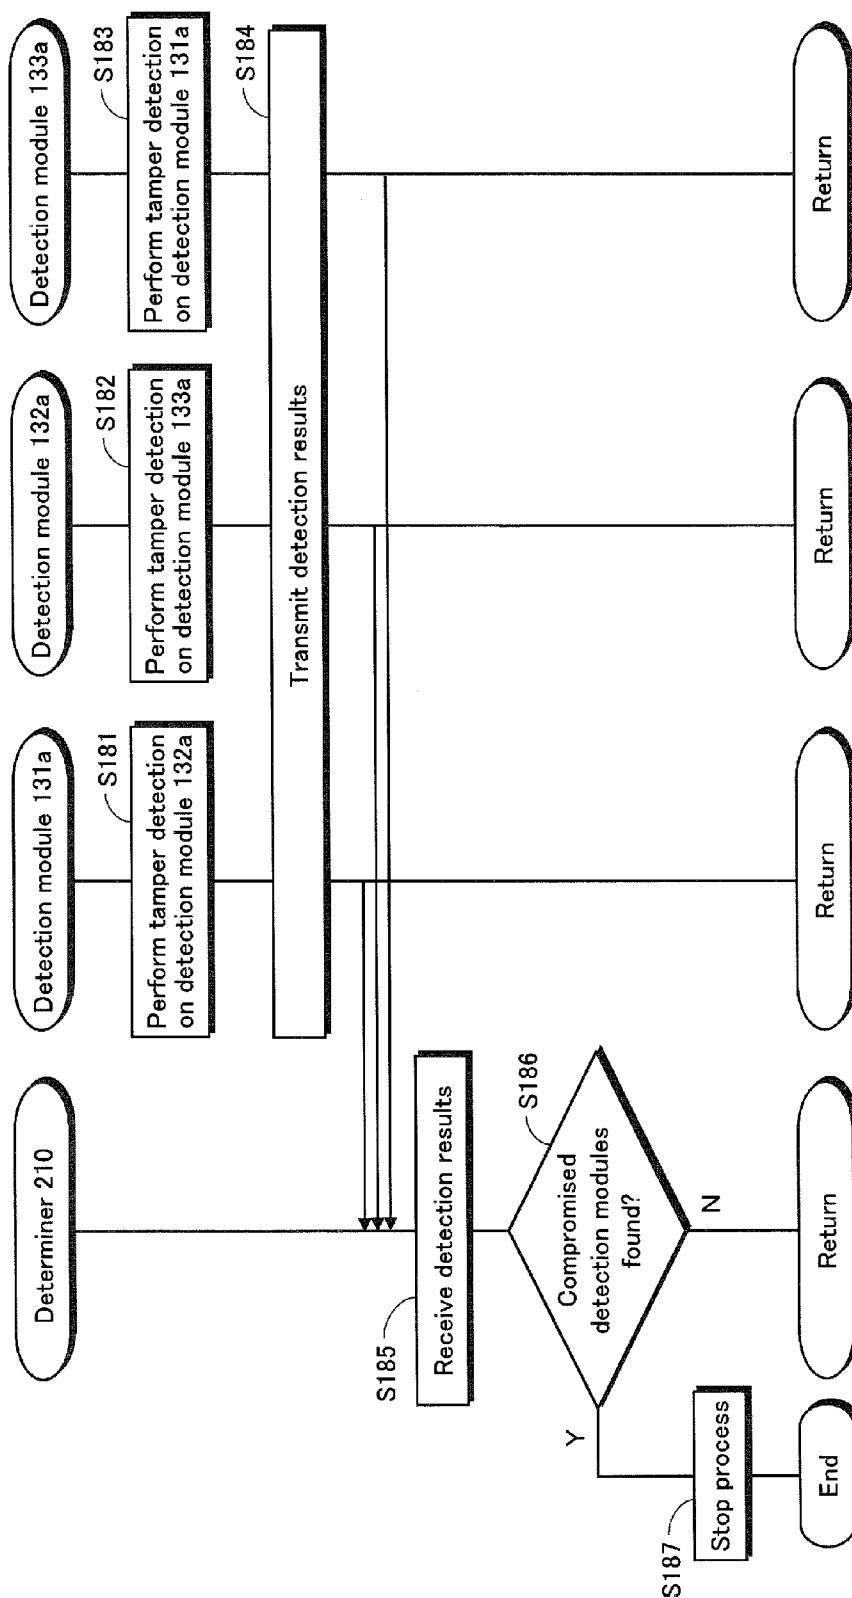 Determiner 210
Detection module 131a
Detection module 132a
Detection module 133a
S181
Perform tamper detection
on detection module 132a
S182
Perform tamper detection
on detection module 133a
S183
Perform tamper detection
on detection module 131a
S184
Transmit detection results
S185
Receive detection results
S186
Compromised
detection modules
found?
Y
N
S187
Stop process
End
Return
Return
Return
Return